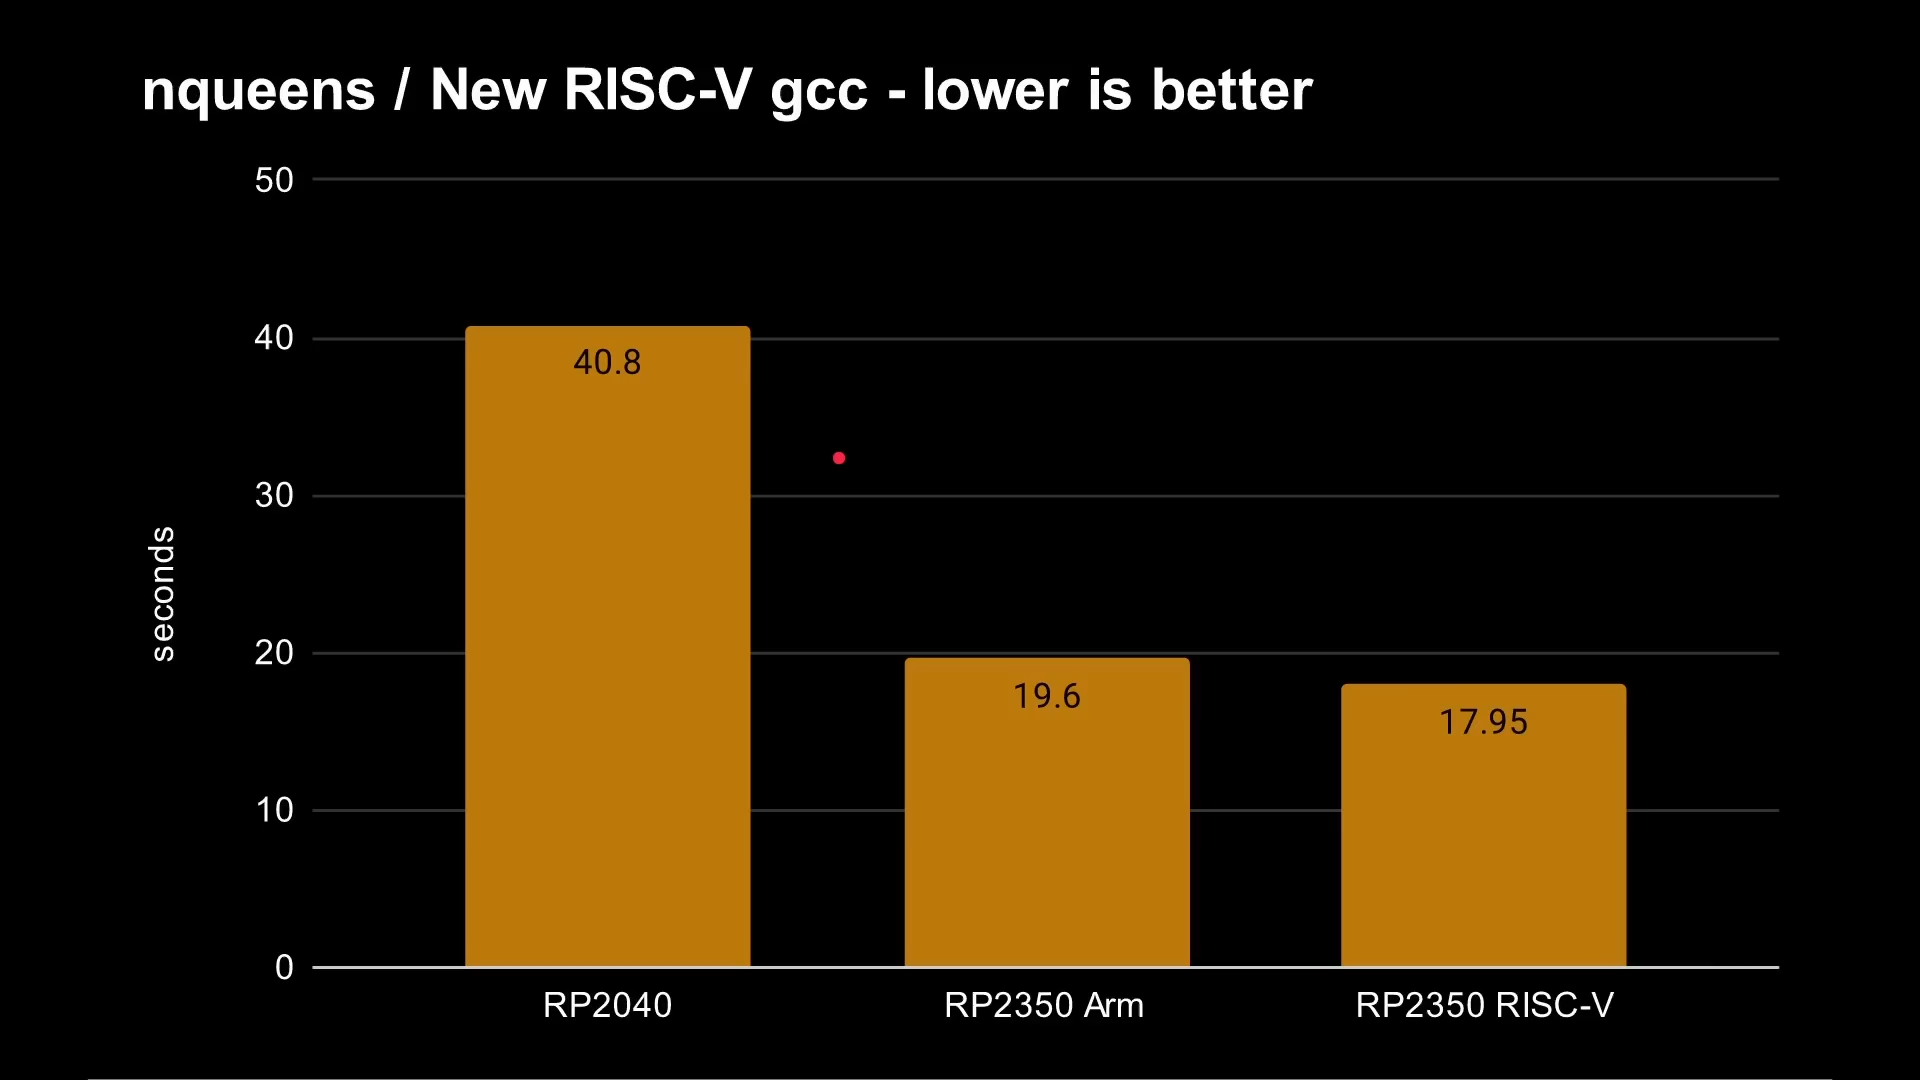 nqueens / New RISC-V gcc - lower is better
50
40
30
20
10
0
seconds
40.8
19.6
17.95
RP2040
RP2350 Arm
RP2350 RISC-V